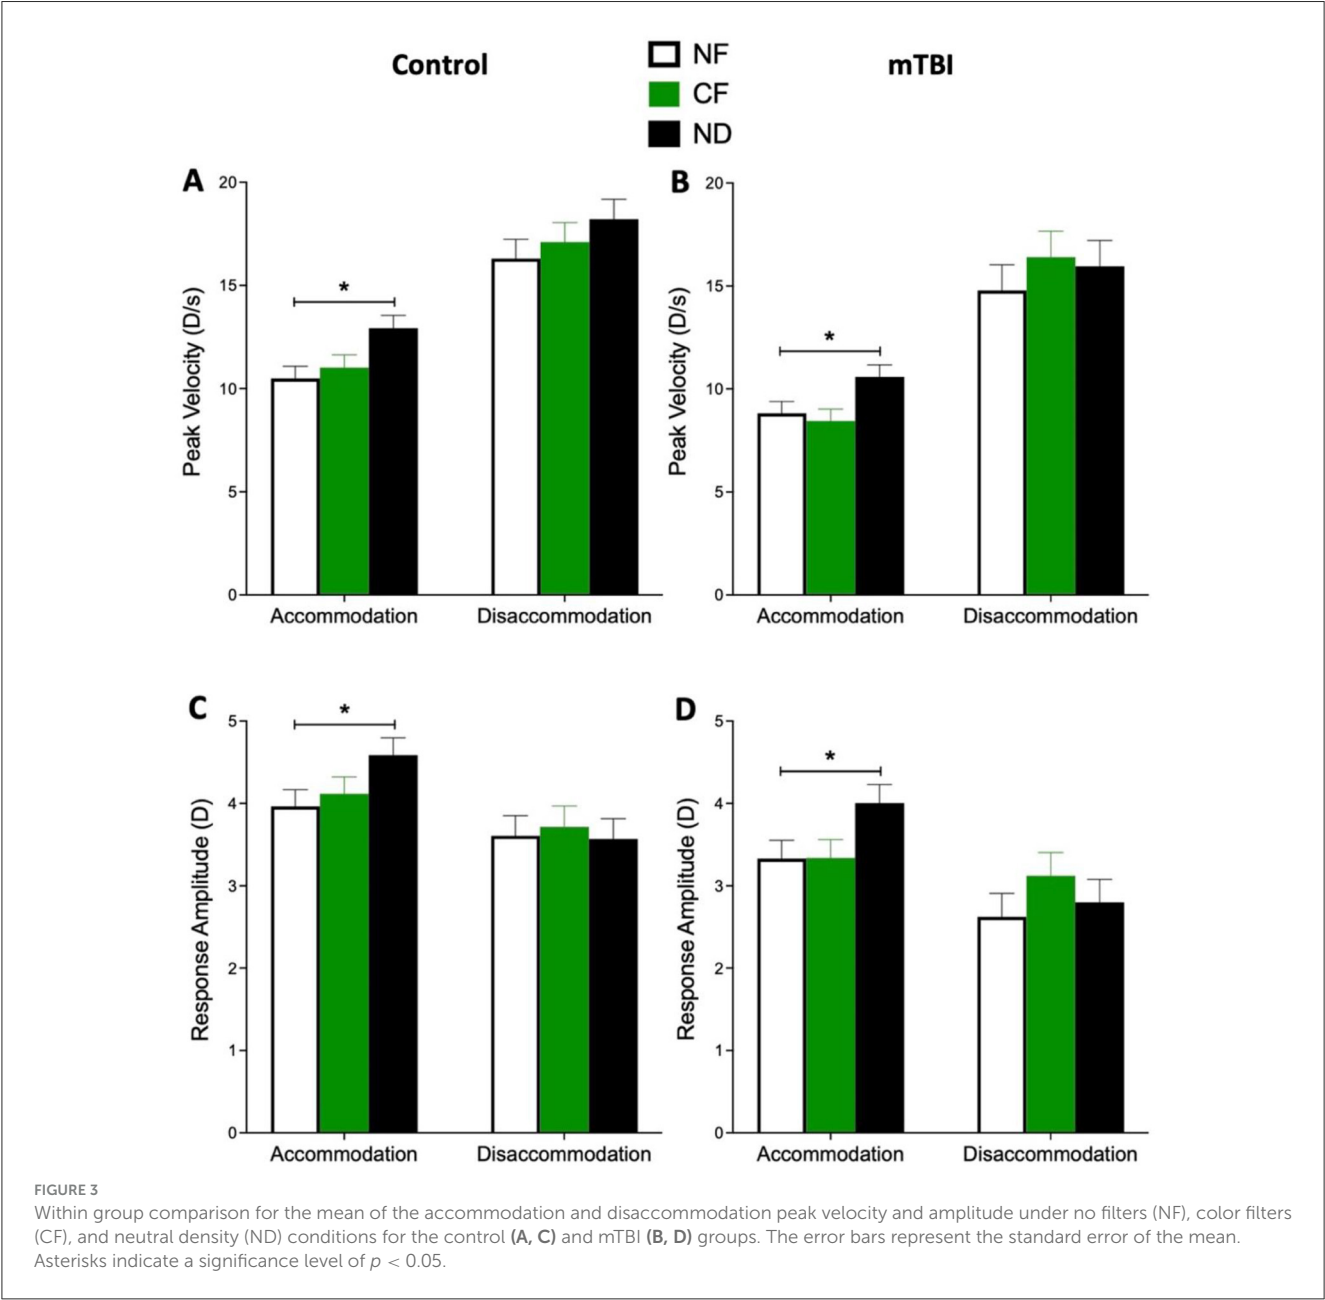 Control
NF
CF
ND
mTBI
A
20
15
10
5
0
Peak Velocity (D/s)
*
Accommodation
Disaccommodation
B
20
15
10
5
0
Peak Velocity (D/s)
*
Accommodation
Disaccommodation
C
5
4
3
2
1
0
Response Amplitude (D)
*
Accommodation
Disaccommodation
D
5
4
3
2
1
0
Response Amplitude (D)
*
Accommodation
Disaccommodation
FIGURE 3
Within group comparison for the mean of the accommodation and disaccommodation peak velocity and amplitude under no filters (NF), color filters
(CF), and neutral density (ND) conditions for the control (A, C) and mTBI (B, D) groups. The error bars represent the standard error of the mean.
Asterisks indicate a significance level of p < 0.05.